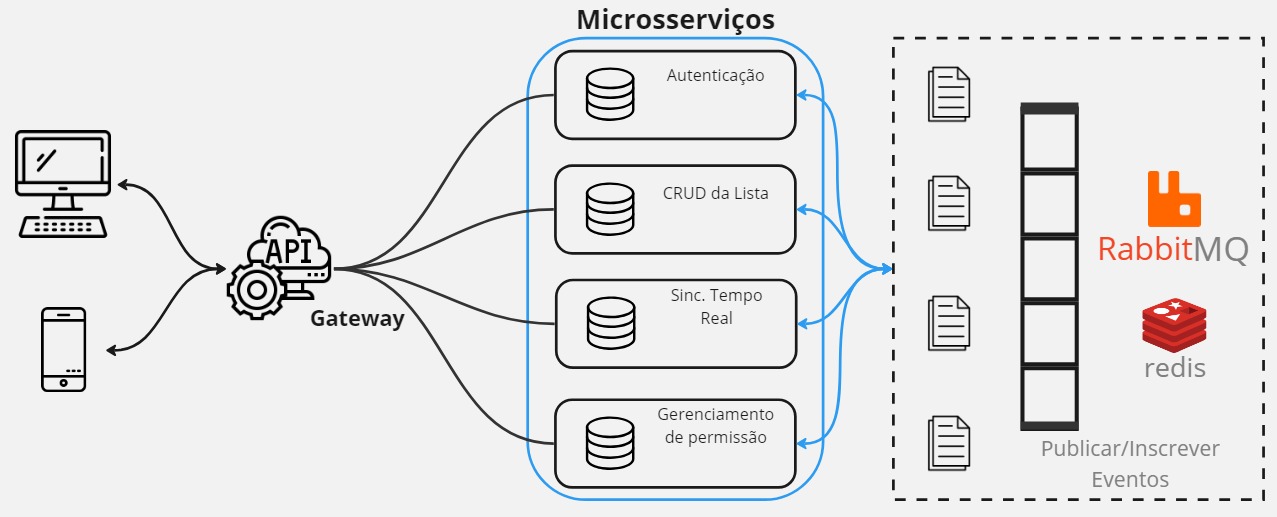 Microsserviços
Autenticação
CRUD da Lista
Sinc. Tempo
Real
Gerenciamento
de permissão
API
Gateway
RabbitMQ
redis
Publicar/Inscrever
Eventos